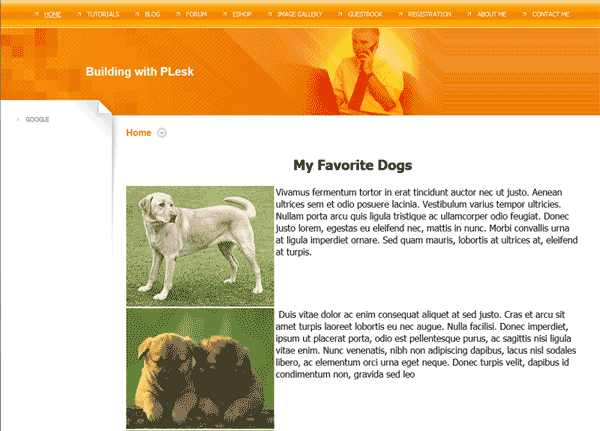 HOME TUTORIALS BLOG FORUM ESHOP IMAGE GALLERY GUESTBOOK REGISTRATION ABOUT ME CONTACT ME
Building with PLesk
GOOGLE
Home
My Favorite Dogs
Vivamus fermentum tortor in erat tincidunt auctor nec ut justo. Aenean
ultrices sem et odio posuere lacinia. Vestibulum varius tempor ultricies.
Nullam porta arcu quis ligula tristique ac ullamcorper odio feugiat. Donec
justo lorem, egestas eu eleifend nec, mattis in nunc. Morbi convallis urna
at ligula imperdiet ornare. Sed quam mauris, lobortis at ultrices at, eleifend
at turpis.
Duis vitae dolor ac enim consequat aliquet at sed justo. Cras et arcu sit
amet turpis laoreet lobortis eu nec augue. Nulla facilisi. Donec imperdiet,
ipsum ut placerat porta, odio est pellentesque purus, ac sagittis nisi ligula
vitae enim. Nunc venenatis, nibh non adipiscing dapibus, lacus nisl sodales
libero, ac elementum orci urna eget neque. Donec turpis velit, dapibus id
condimentum non, gravida sed leo